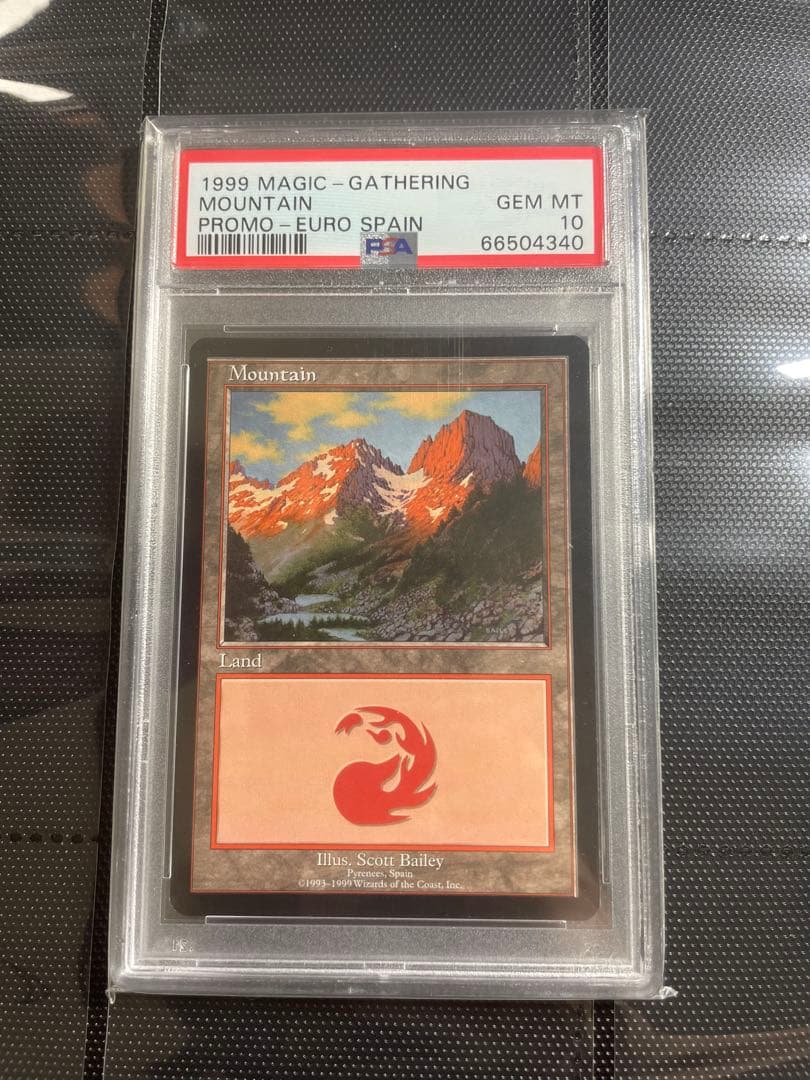 1999 MAGIC - GATHERING
MOUNTAIN
GEM MT
PROMO - EURO SPAIN
10
PSA
66504340
Mountain
BAILEY
Land
Illus. Scott Bailey
Pyrenees, Spain
©1993-1999 Wizards of the Coast, Inc.